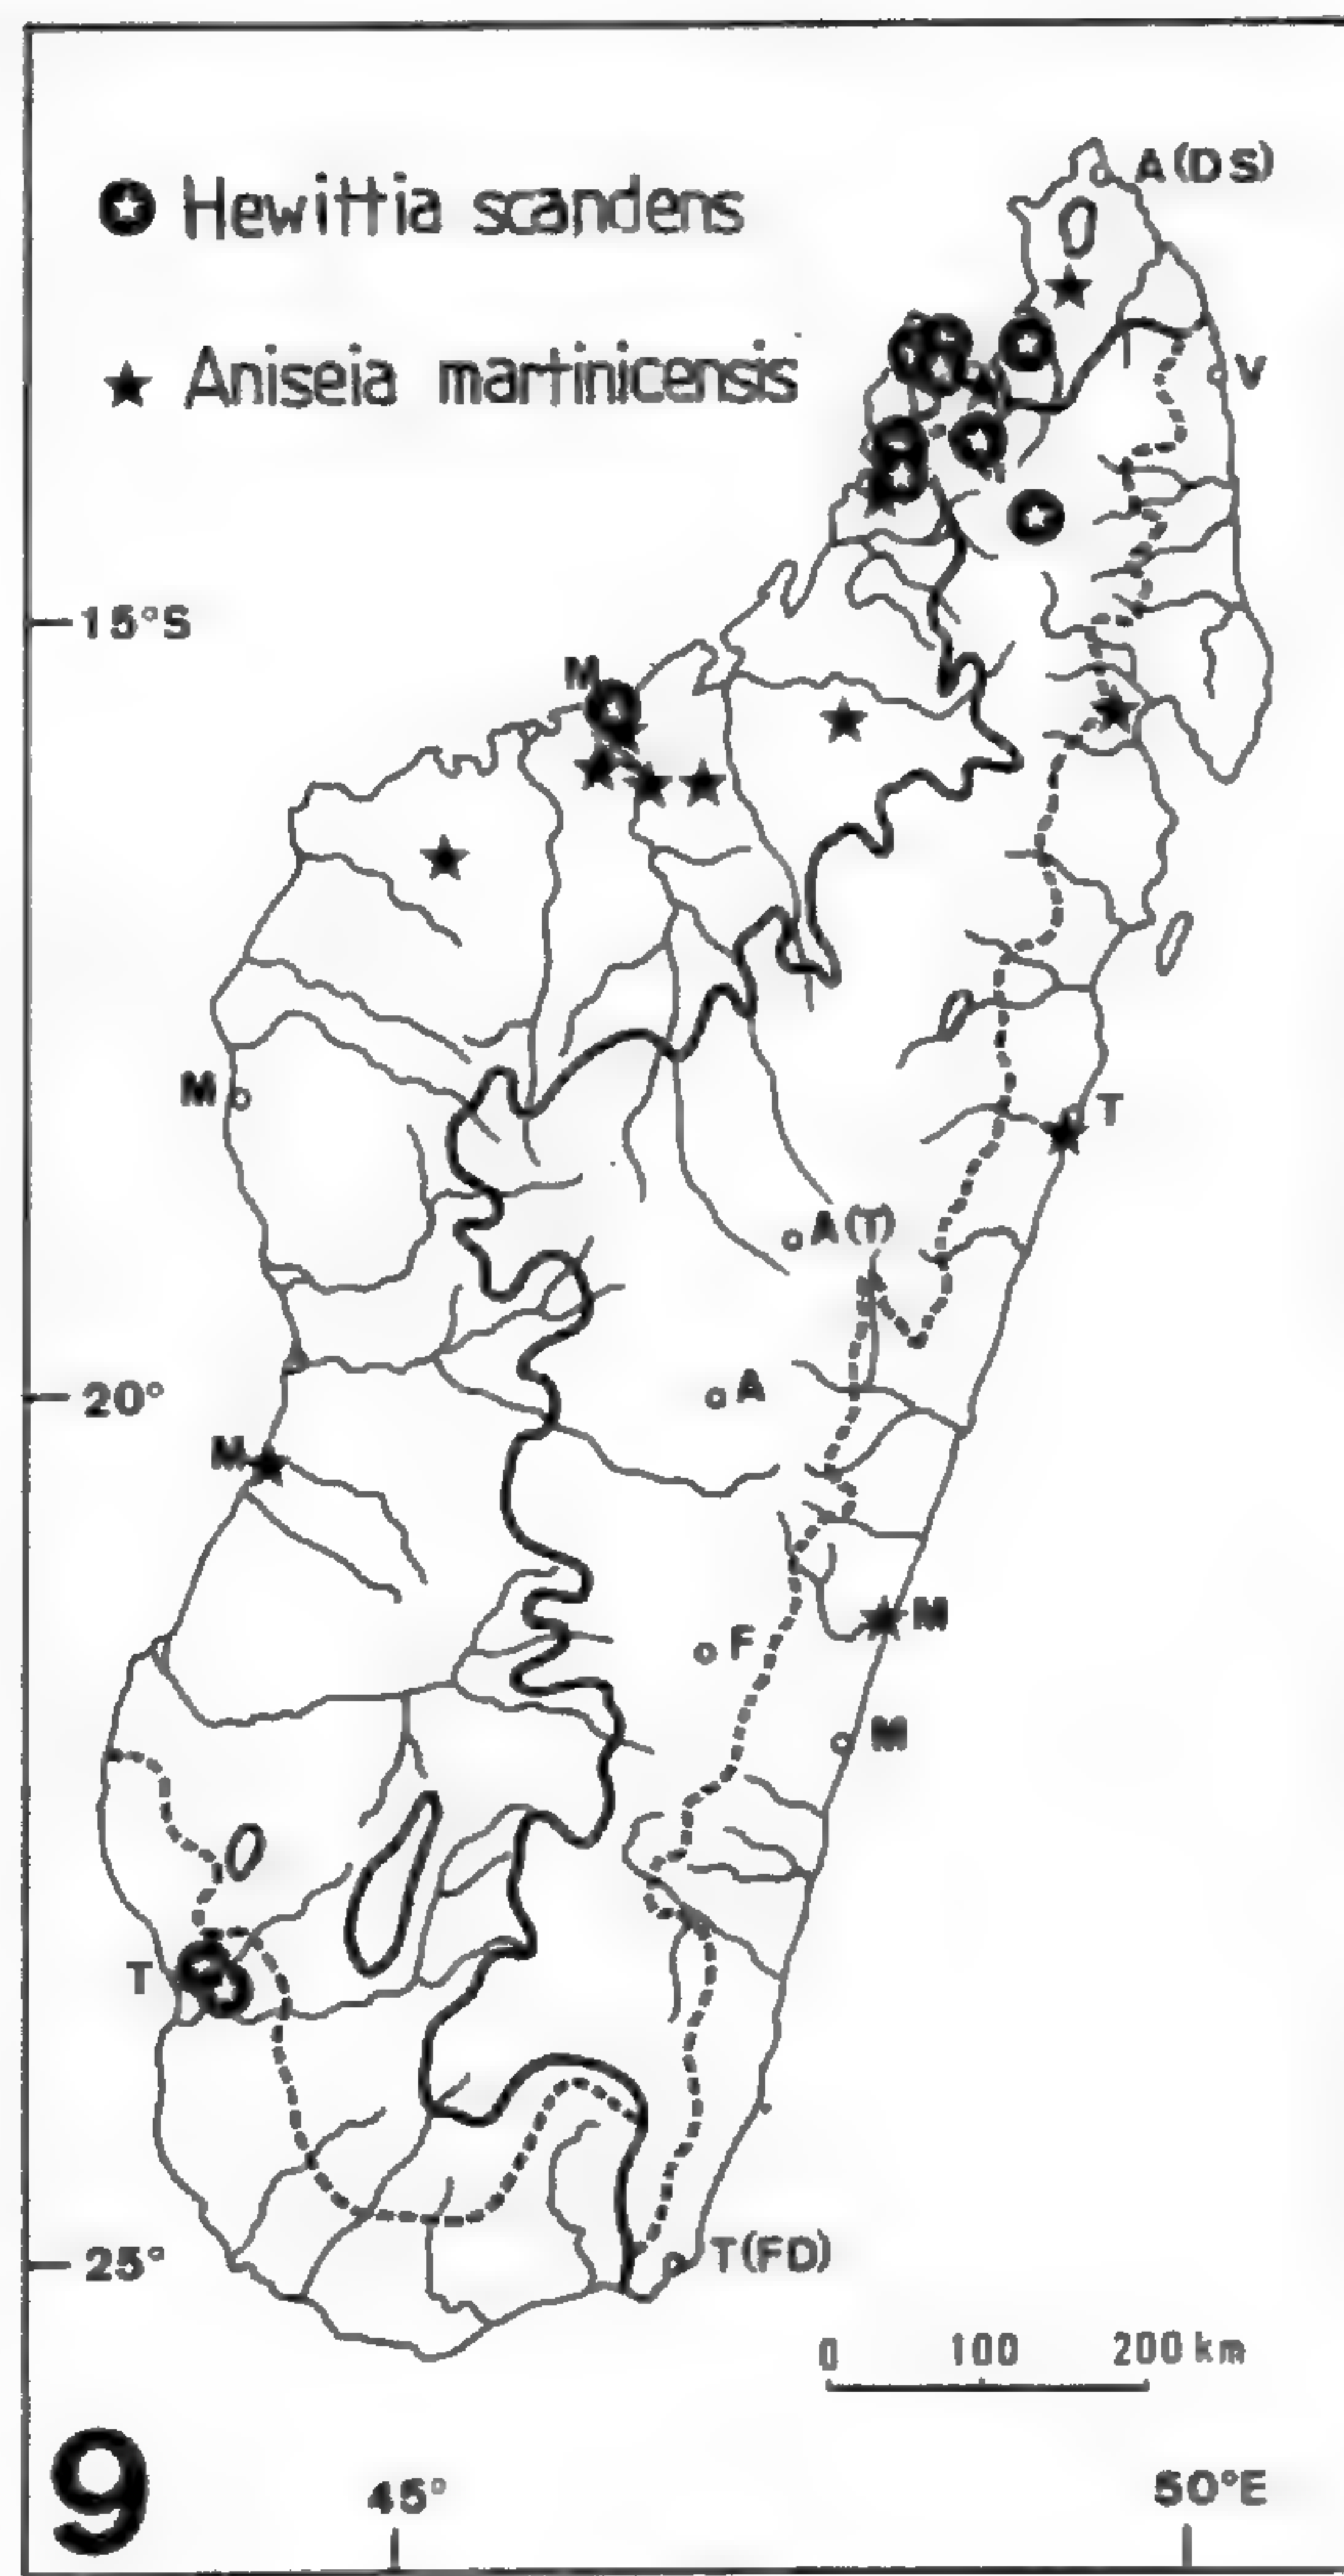 A(DS)
Hewittia scandens
Aniseia martinicensis
V
15°S
M
M
T
A(T)
20°
A
M
M
F
M
T
25°
T(FD)
0 100 200 km
9
45°
50°E